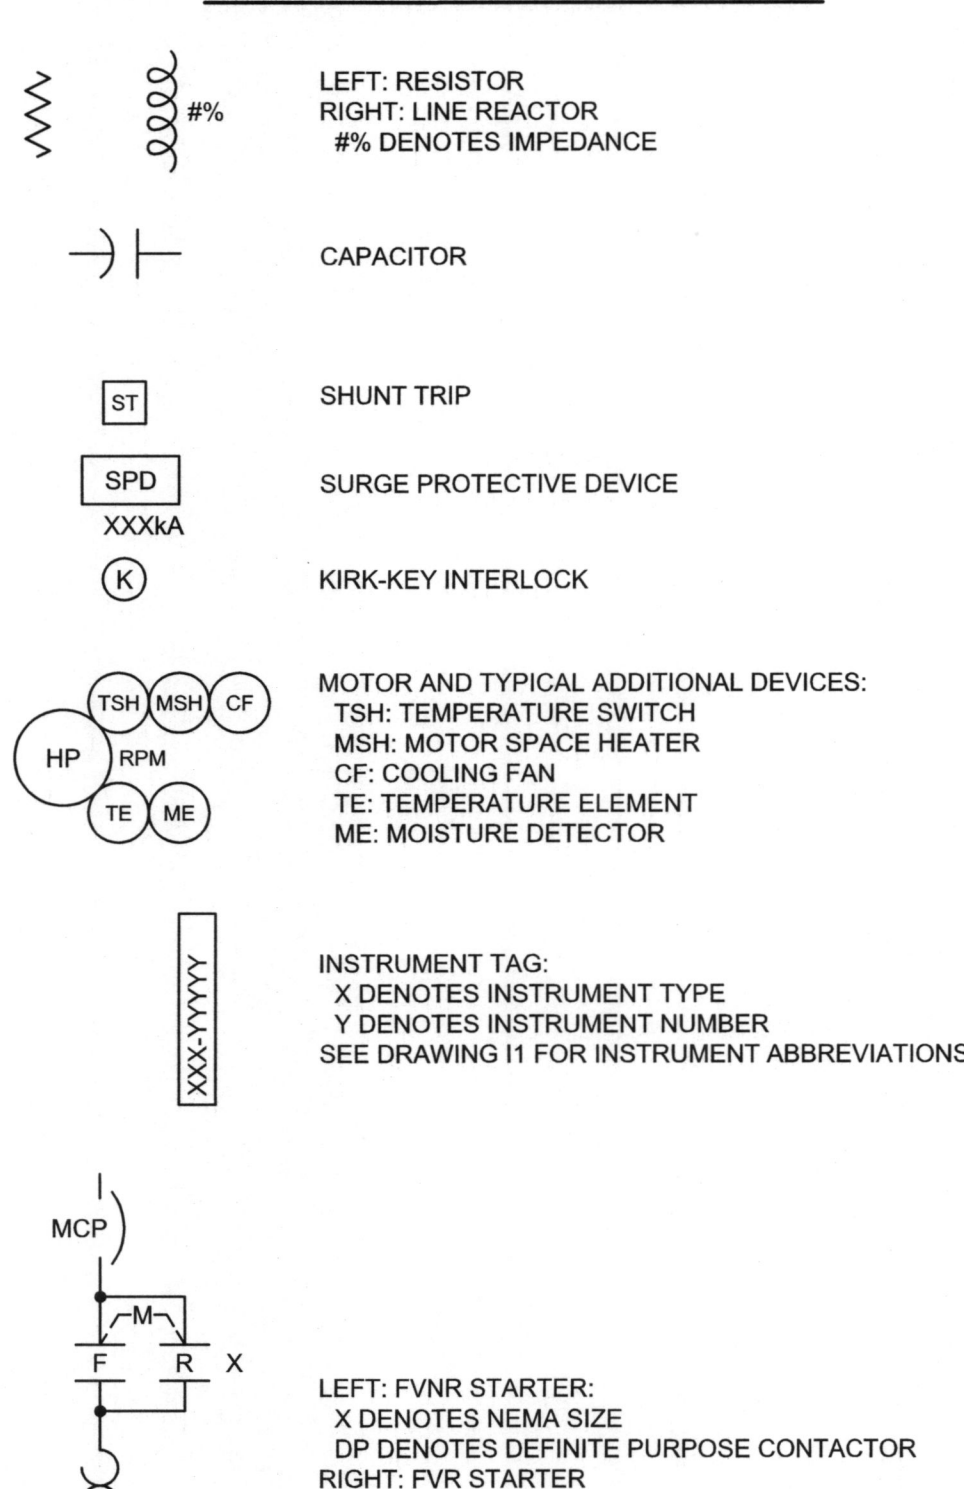 #%
LEFT: RESISTOR
RIGHT: LINE REACTOR
#% DENOTES IMPEDANCE
CAPACITOR
ST
SHUNT TRIP
SPD
XXXkA
SURGE PROTECTIVE DEVICE
K
KIRK-KEY INTERLOCK
TSH MSH CF
HP RPM
TE ME
MOTOR AND TYPICAL ADDITIONAL DEVICES:
TSH: TEMPERATURE SWITCH
MSH: MOTOR SPACE HEATER
CF: COOLING FAN
TE: TEMPERATURE ELEMENT
ME: MOISTURE DETECTOR
XXX-YYYYY
INSTRUMENT TAG:
X DENOTES INSTRUMENT TYPE
Y DENOTES INSTRUMENT NUMBER
SEE DRAWING I1 FOR INSTRUMENT ABBREVIATIONS
MCP
M
F R X
LEFT: FVNR STARTER:
X DENOTES NEMA SIZE
DP DENOTES DEFINITE PURPOSE CONTACTOR
RIGHT: FVR STARTER